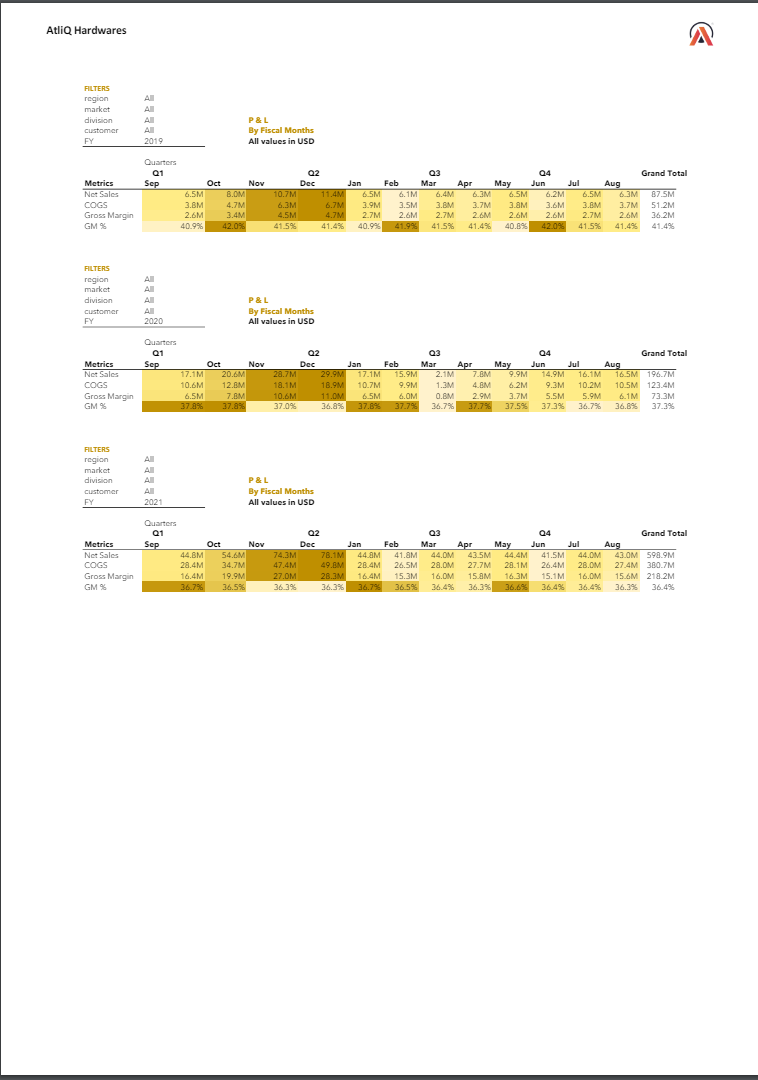 AtliQ Hardwares
FILTERS
region All
market All
division All P & L
customer All By Fiscal Months
FY 2019 All values in USD
Quarters
Q1 Q2 Q3 Q4 Grand Total
Metrics Sep Oct Nov Dec Jan Feb Mar Apr May Jun Jul Aug
Net Sales 6.5M 8.0M 10.7M 11.4M 6.5M 6.1M 6.4M 6.3M 6.5M 6.2M 6.5M 6.3M 87.5M
COGS 3.8M 4.7M 6.3M 6.7M 3.9M 3.5M 3.8M 3.7M 3.8M 3.6M 3.8M 3.7M 51.2M
Gross Margin 2.6M 3.4M 4.5M 4.7M 2.7M 2.6M 2.7M 2.6M 2.6M 2.6M 2.7M 2.6M 36.2M
GM % 40.9% 42.0% 41.5% 41.4% 40.9% 41.9% 41.5% 41.4% 40.8% 42.0% 41.5% 41.4% 41.4%
FILTERS
region All
market All
division All P & L
customer All By Fiscal Months
FY 2020 All values in USD
Quarters
Q1 Q2 Q3 Q4 Grand Total
Metrics Sep Oct Nov Dec Jan Feb Mar Apr May Jun Jul Aug
Net Sales 17.1M 20.6M 28.7M 29.9M 17.1M 15.9M 2.1M 7.8M 9.9M 14.9M 16.1M 16.5M 196.7M
COGS 10.6M 12.8M 18.1M 18.9M 10.7M 9.9M 1.3M 4.8M 6.2M 9.3M 10.2M 10.5M 123.4M
Gross Margin 6.5M 7.8M 10.6M 11.0M 6.5M 6.0M 0.8M 2.9M 3.7M 5.5M 5.9M 6.1M 73.3M
GM % 37.8% 37.8% 37.0% 36.8% 37.8% 37.7% 36.7% 37.7% 37.5% 37.3% 36.7% 36.8% 37.3%
FILTERS
region All
market All
division All P & L
customer All By Fiscal Months
FY 2021 All values in USD
Quarters
Q1 Q2 Q3 Q4 Grand Total
Metrics Sep Oct Nov Dec Jan Feb Mar Apr May Jun Jul Aug
Net Sales 44.8M 54.6M 74.3M 78.1M 44.8M 41.8M 44.0M 43.5M 44.4M 41.5M 44.0M 43.0M 598.9M
COGS 28.4M 34.7M 47.4M 49.8M 28.4M 26.5M 28.0M 27.7M 28.1M 26.4M 28.0M 27.4M 380.7M
Gross Margin 16.4M 19.9M 27.0M 28.3M 16.4M 15.3M 16.0M 15.8M 16.3M 15.1M 16.0M 15.6M 218.2M
GM % 36.7% 36.5% 36.3% 36.3% 36.7% 36.5% 36.4% 36.3% 36.6% 36.4% 36.4% 36.3% 36.4%